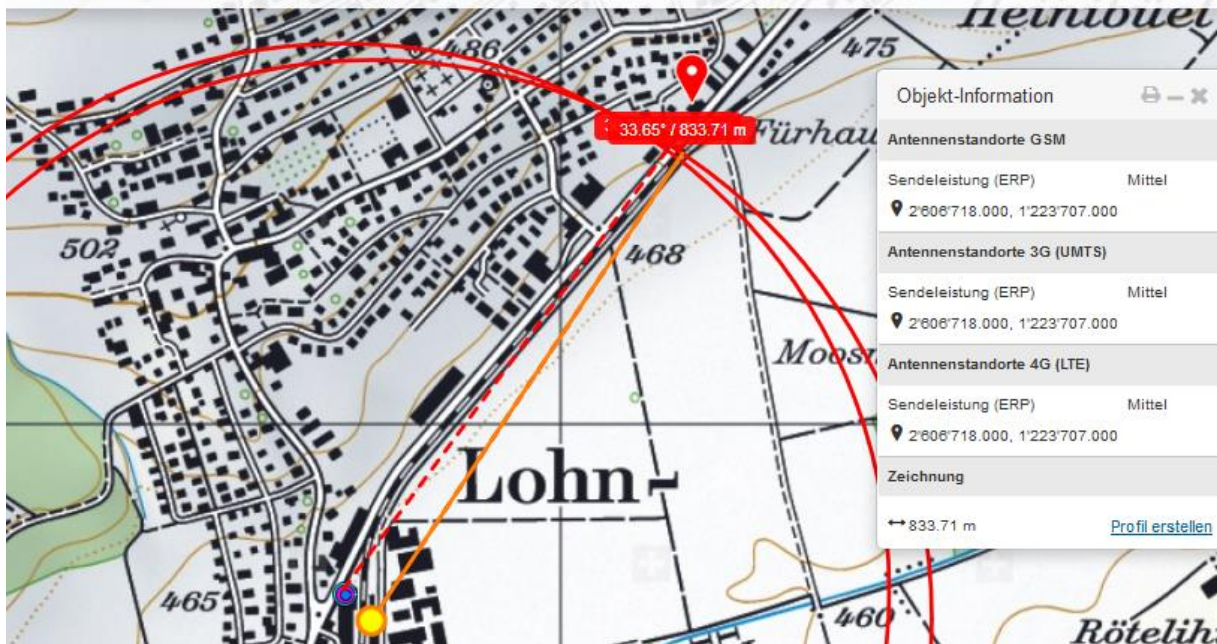 Heinibüel
486
475
33.65° / 833.71 m
Fürhau
502
468
Moosn
Lohn-
465
460
Rötelih
Objekt-Information
Antennenstandorte GSM
Sendeleistung (ERP) Mittel
2'606'718.000, 1'223'707.000
Antennenstandorte 3G (UMTS)
Sendeleistung (ERP) Mittel
2'606'718.000, 1'223'707.000
Antennenstandorte 4G (LTE)
Sendeleistung (ERP) Mittel
2'606'718.000, 1'223'707.000
Zeichnung
833.71 m Profil erstellen